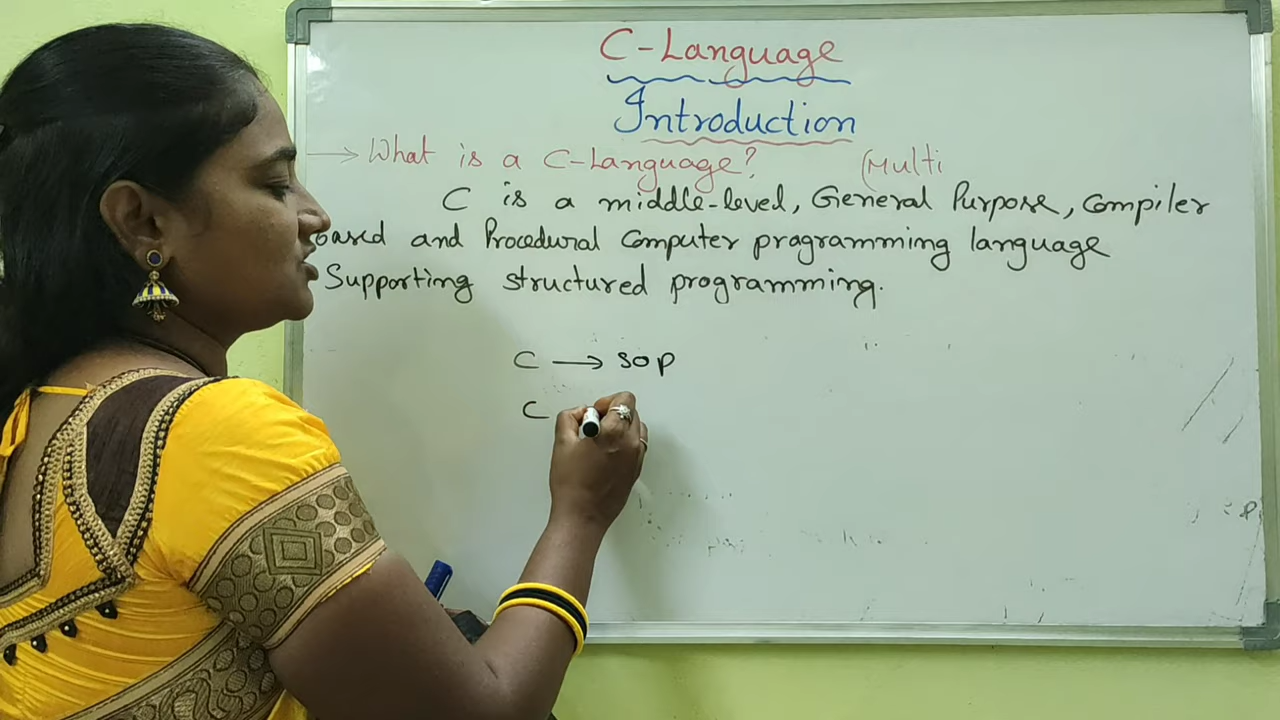 C-Language
Introduction
→ What is a C-Language? (Multi
C is a middle-level, General Purpose, Compiler
based and Procedural Computer programming language
Supporting structured programming.
C → SOP
C
P